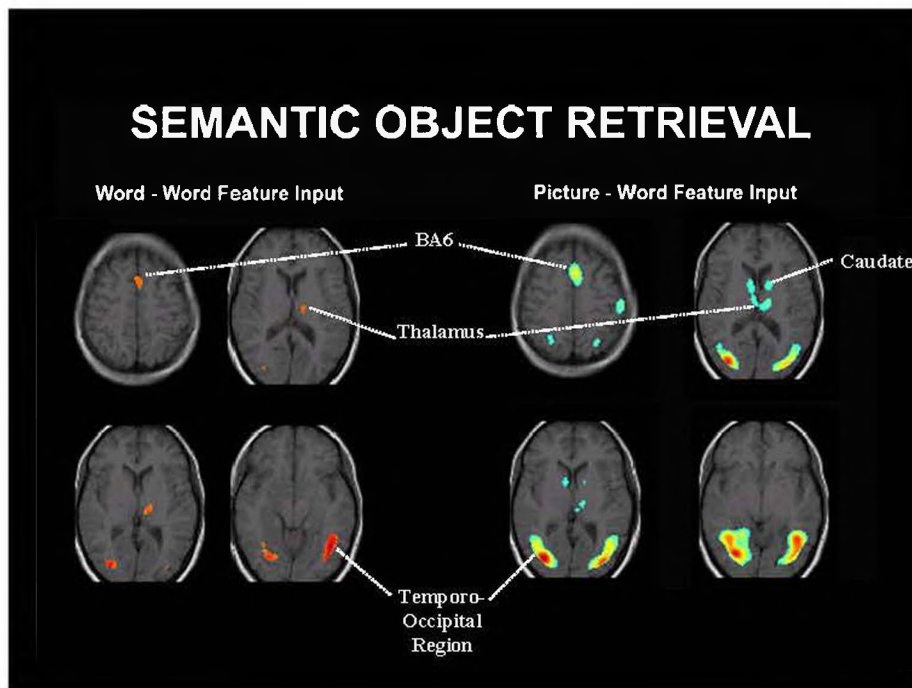 SEMANTIC OBJECT RETRIEVAL
Word - Word Feature Input
Picture - Word Feature Input
BA6
Caudate
Thalamus
Temporo-
Occipital
Region